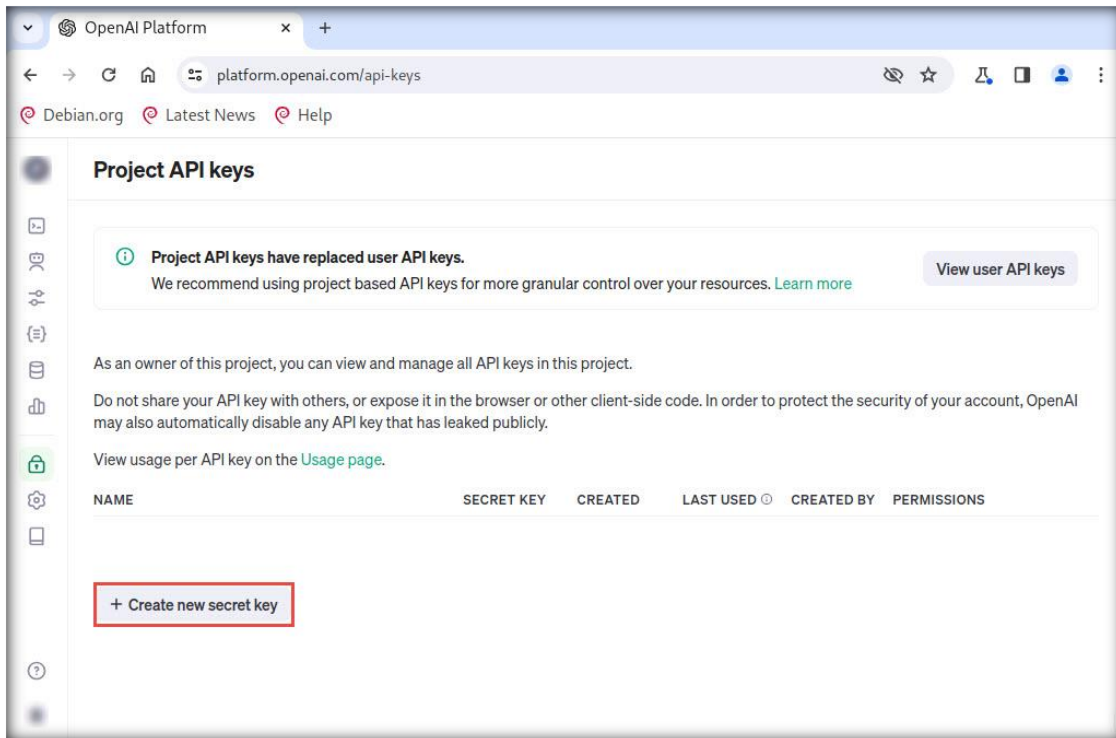 OpenAI Platform
platform.openai.com/api-keys
Debian.org Latest News Help
Project API keys
Project API keys have replaced user API keys.
We recommend using project based API keys for more granular control over your resources. Learn more
View user API keys
As an owner of this project, you can view and manage all API keys in this project.
Do not share your API key with others, or expose it in the browser or other client-side code. In order to protect the security of your account, OpenAI
may also automatically disable any API key that has leaked publicly.
View usage per API key on the Usage page.
NAME SECRET KEY CREATED LAST USED CREATED BY PERMISSIONS
+ Create new secret key